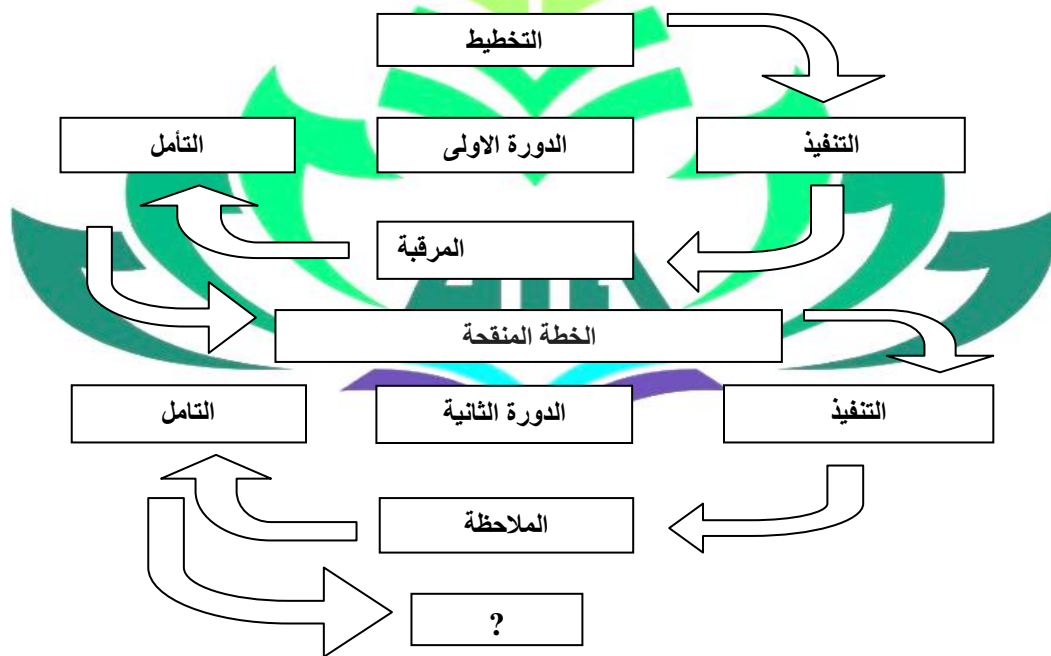 التخطيط
التأمل
الدورة الاولى
التنفيذ
المرقبة
الخطة المنقحة
التامل
الدورة الثانية
التنفيذ
الملاحظة
?